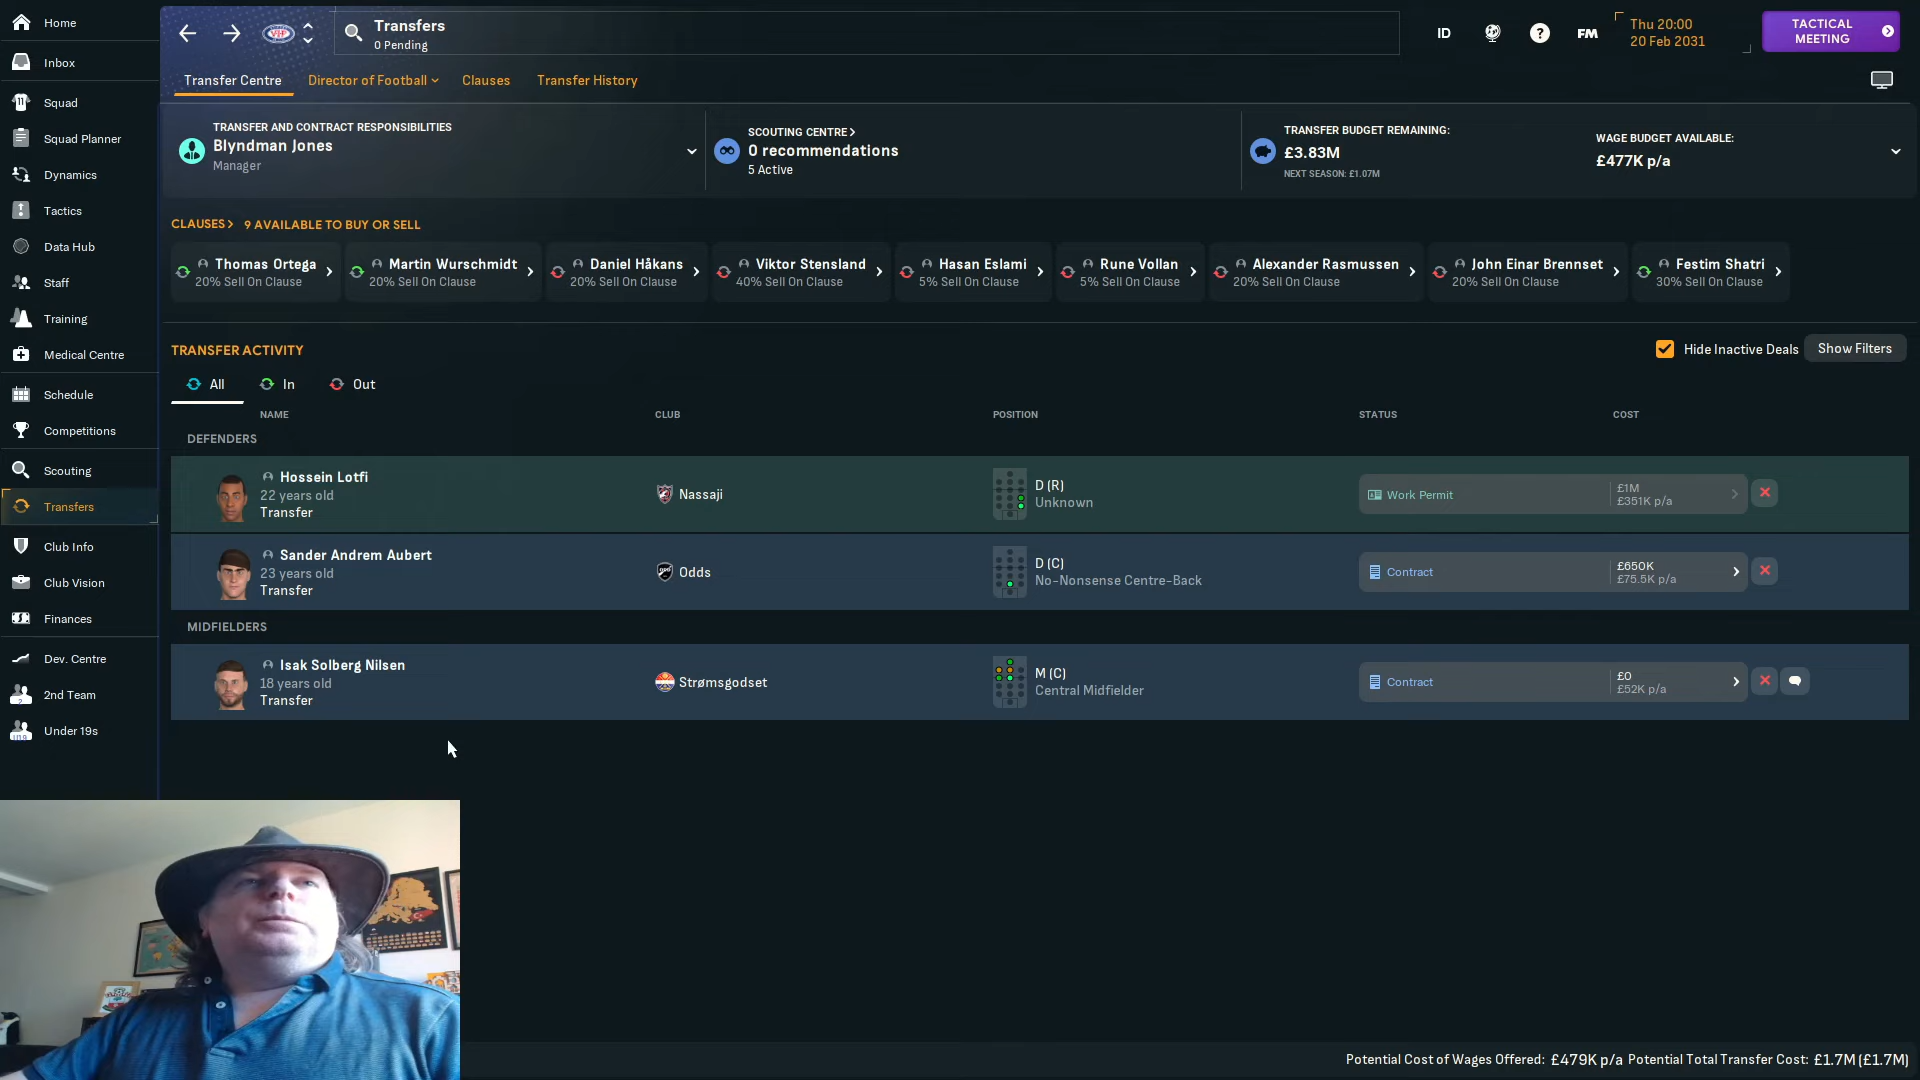 Home
Inbox
Squad
Squad Planner
Dynamics
Tactics
Data Hub
Staff
Training
Medical Centre
Schedule
Competitions
Scouting
Transfers
Club Info
Club Vision
Finances
Dev. Centre
2nd Team
Under 19s
Transfers
0 Pending
ID
?
FM
Thu 20:00
20 Feb 2031
TACTICAL MEETING
Transfer Centre Director of Football Clauses Transfer History
TRANSFER AND CONTRACT RESPONSIBILITIES
Blyndman Jones
Manager
SCOUTING CENTRE >
0 recommendations
5 Active
TRANSFER BUDGET REMAINING:
£3.83M
NEXT SEASON: £1.07M
WAGE BUDGET AVAILABLE:
£477K p/a
CLAUSES > 9 AVAILABLE TO BUY OR SELL
Thomas Ortega
20% Sell On Clause
Martin Wurschmidt
20% Sell On Clause
Daniel Håkans
20% Sell On Clause
Viktor Stensland
40% Sell On Clause
Hasan Eslami
5% Sell On Clause
Rune Vollan
5% Sell On Clause
Alexander Rasmussen
20% Sell On Clause
John Einar Brennset
20% Sell On Clause
Festim Shatri
30% Sell On Clause
TRANSFER ACTIVITY
Hide Inactive Deals Show Filters
All In Out
NAME CLUB POSITION STATUS COST
DEFENDERS
Hossein Lotfi
22 years old
Transfer
Nassaji
D (R)
Unknown
Work Permit
£1M
£351K p/a
Sander Andrem Aubert
23 years old
Transfer
Odds
D (C)
No-Nonsense Centre-Back
Contract
£650K
£75.5K p/a
MIDFIELDERS
Isak Solberg Nilsen
18 years old
Transfer
Strømsgodset
M (C)
Central Midfielder
Contract
£0
£52K p/a
Potential Cost of Wages Offered: £479K p/a Potential Total Transfer Cost: £1.7M (£1.7M)